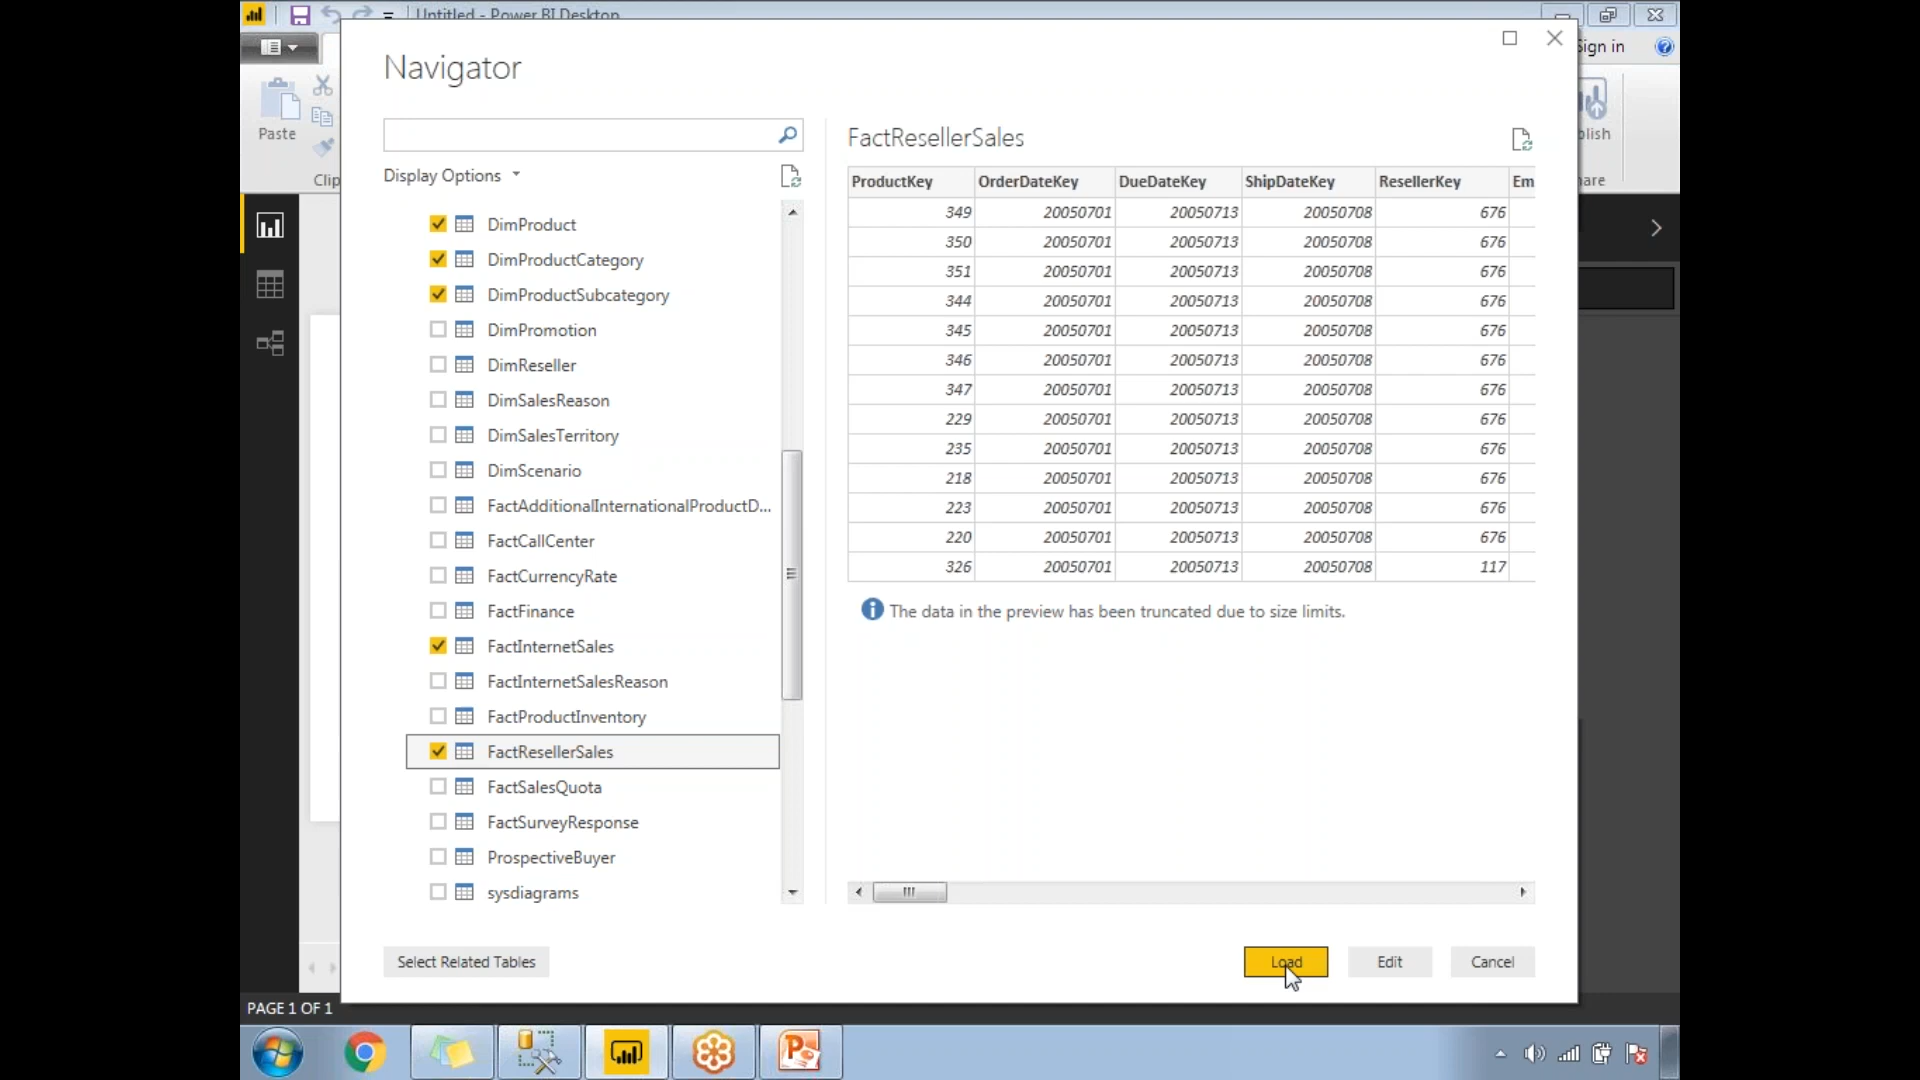 Untitled - Power BI Desktop
Sign in
Paste
Clip
Navigator
Display Options
DimProduct
DimProductCategory
DimProductSubcategory
DimPromotion
DimReseller
DimSalesReason
DimSalesTerritory
DimScenario
FactAdditionalInternationalProductD...
FactCallCenter
FactCurrencyRate
FactFinance
FactInternetSales
FactInternetSalesReason
FactProductInventory
FactResellerSales
FactSalesQuota
FactSurveyResponse
ProspectiveBuyer
sysdiagrams
Select Related Tables
FactResellerSales
ProductKey OrderDateKey DueDateKey ShipDateKey ResellerKey Em
349 20050701 20050713 20050708 676
350 20050701 20050713 20050708 676
351 20050701 20050713 20050708 676
344 20050701 20050713 20050708 676
345 20050701 20050713 20050708 676
346 20050701 20050713 20050708 676
347 20050701 20050713 20050708 676
229 20050701 20050713 20050708 676
235 20050701 20050713 20050708 676
218 20050701 20050713 20050708 676
223 20050701 20050713 20050708 676
220 20050701 20050713 20050708 676
326 20050701 20050713 20050708 117
The data in the preview has been truncated due to size limits.
Load Edit Cancel
blish
are
PAGE 1 OF 1